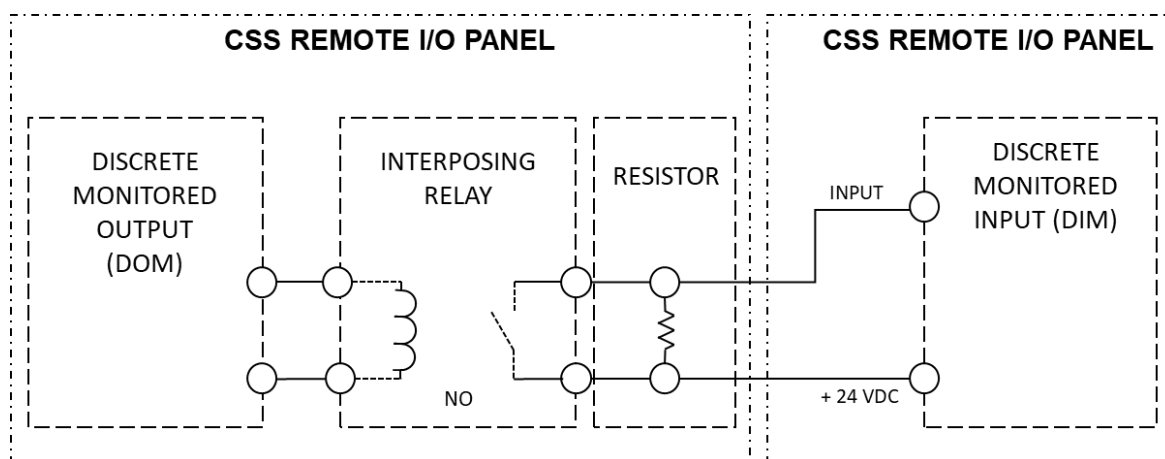 CSS REMOTE I/O PANEL
DISCRETE
MONITORED
OUTPUT
(DOM)
INTERPOSING
RELAY
NO
RESISTOR
CSS REMOTE I/O PANEL
INPUT
+ 24 VDC
DISCRETE
MONITORED
INPUT (DIM)